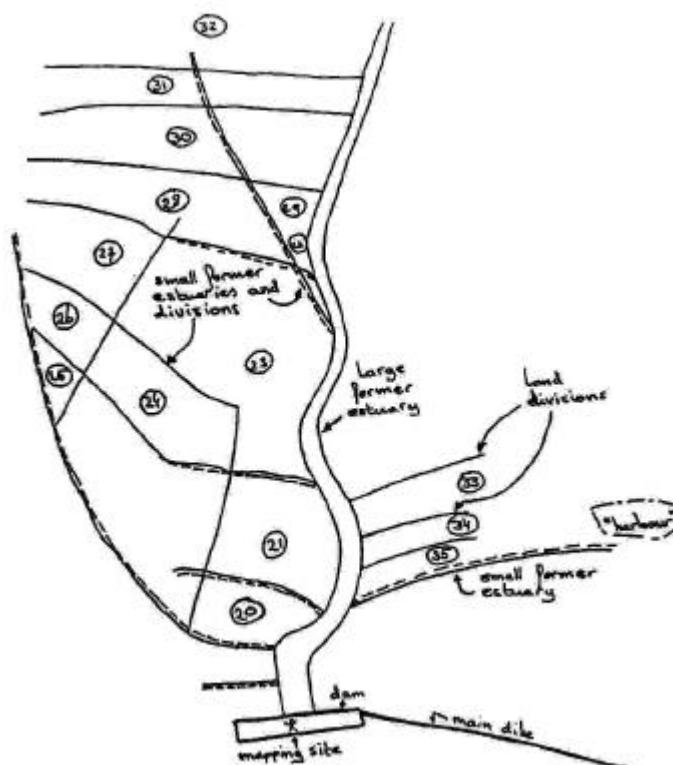 32
31
30
29
28
27
small former
estuaries and
divisions
26
23
25
24
Large
former
estuary
Land
divisions
33
34
"harbour"
35
21
small former
estuary
20
dam
main dike
mapping site